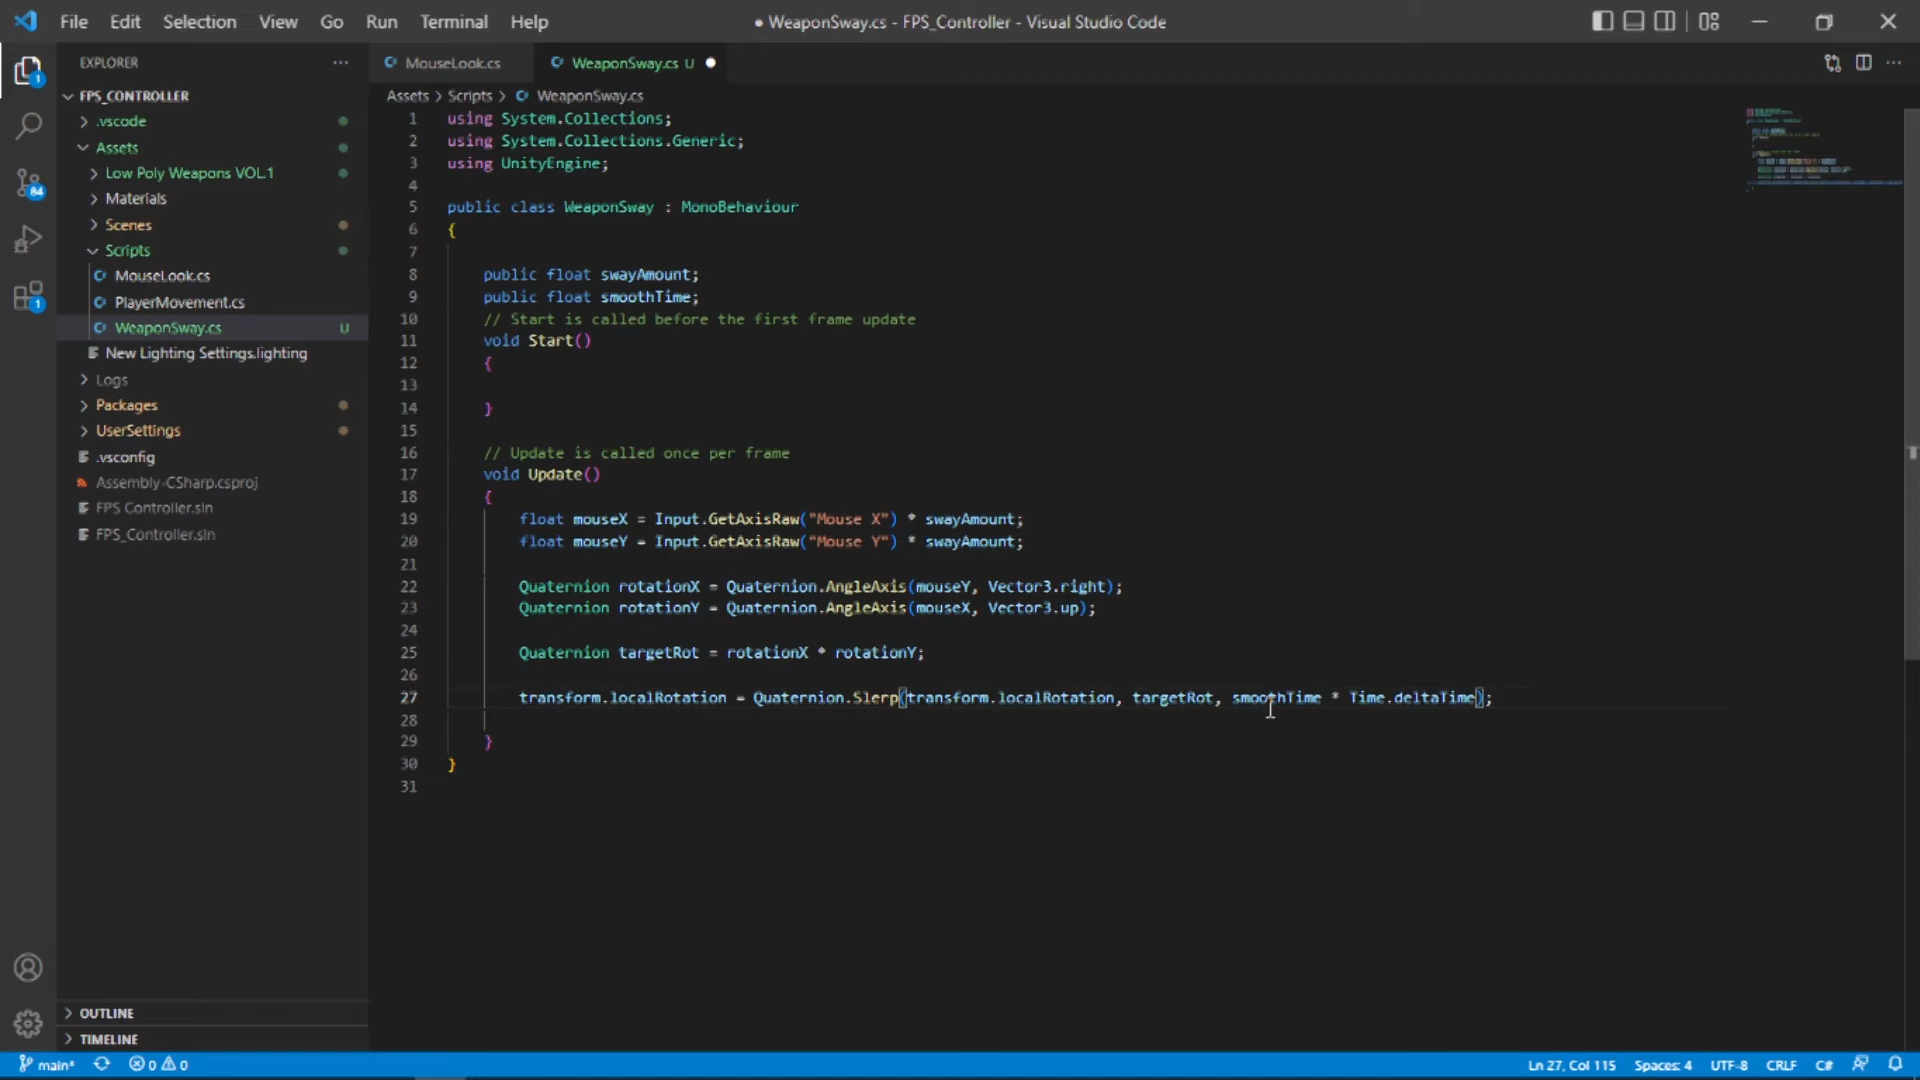 File Edit Selection View Go Run Terminal Help
● WeaponSway.cs - FPS_Controller - Visual Studio Code
EXPLORER
FPS_CONTROLLER
.vscode
Assets
Low Poly Weapons VOL.1
Materials
Scenes
Scripts
MouseLook.cs
PlayerMovement.cs
WeaponSway.cs U
New Lighting Settings.lighting
Logs
Packages
UserSettings
.vsconfig
Assembly-CSharp.csproj
FPS Controller.sln
FPS_Controller.sln
OUTLINE
TIMELINE
1
84
1
MouseLook.cs
WeaponSway.cs U
Assets > Scripts > WeaponSway.cs
1 using System.Collections;
2 using System.Collections.Generic;
3 using UnityEngine;
4
5 public class WeaponSway : MonoBehaviour
6 {
7
8 public float swayAmount;
9 public float smoothTime;
10 // Start is called before the first frame update
11 void Start()
12 {
13
14 }
15
16 // Update is called once per frame
17 void Update()
18 {
19 float mouseX = Input.GetAxisRaw("Mouse X") * swayAmount;
20 float mouseY = Input.GetAxisRaw("Mouse Y") * swayAmount;
21
22 Quaternion rotationX = Quaternion.AngleAxis(mouseY, Vector3.right);
23 Quaternion rotationY = Quaternion.AngleAxis(mouseX, Vector3.up);
24
25 Quaternion targetRot = rotationX * rotationY;
26
27 transform.localRotation = Quaternion.Slerp(transform.localRotation, targetRot, smoothTime * Time.deltaTime);
28
29 }
30 }
31
main* 0 0
Ln 27, Col 115 Spaces: 4 UTF-8 CRLF C#